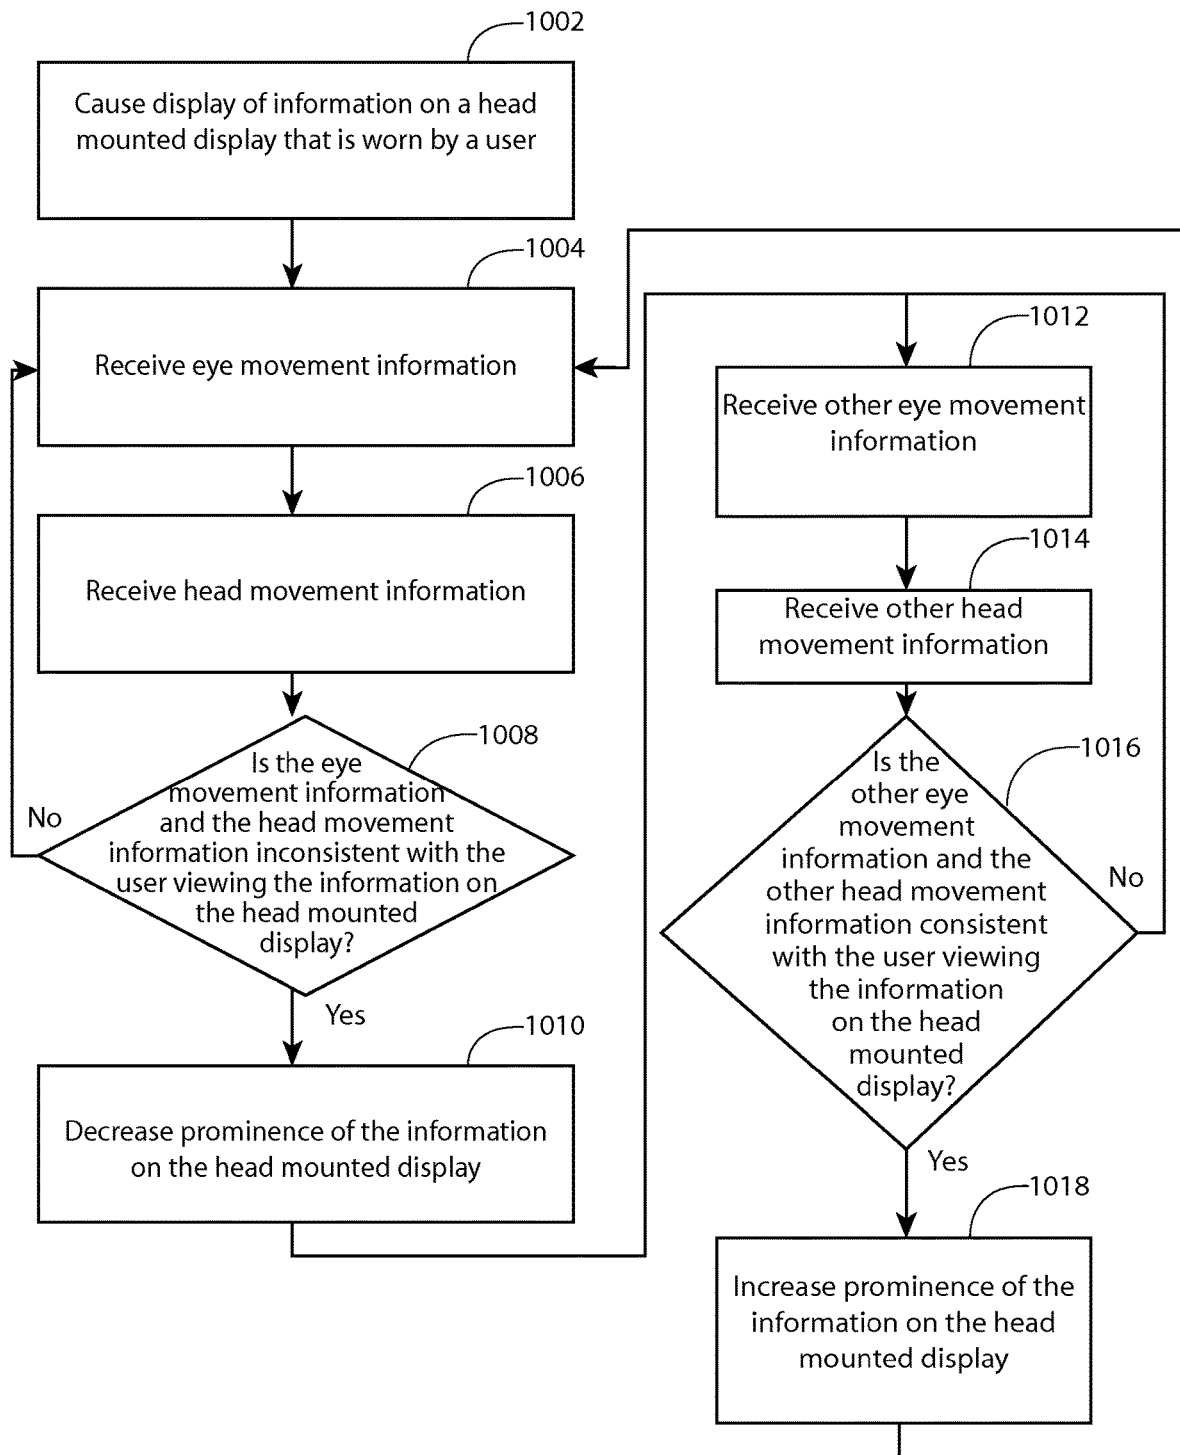 1002
Cause display of information on a head
mounted display that is worn by a user
1004
Receive eye movement information
1006
Receive head movement information
1008
Is the eye
movement information
and the head movement
information inconsistent with the
user viewing the information on
the head mounted
display?
No
Yes
1010
Decrease prominence of the information
on the head mounted display
1012
Receive other eye movement
information
1014
Receive other head
movement information
1016
Is the
other eye
movement
information and the
other head movement
information consistent
with the user viewing
the information
on the head
mounted
display?
No
Yes
1018
Increase prominence of the
information on the head
mounted display